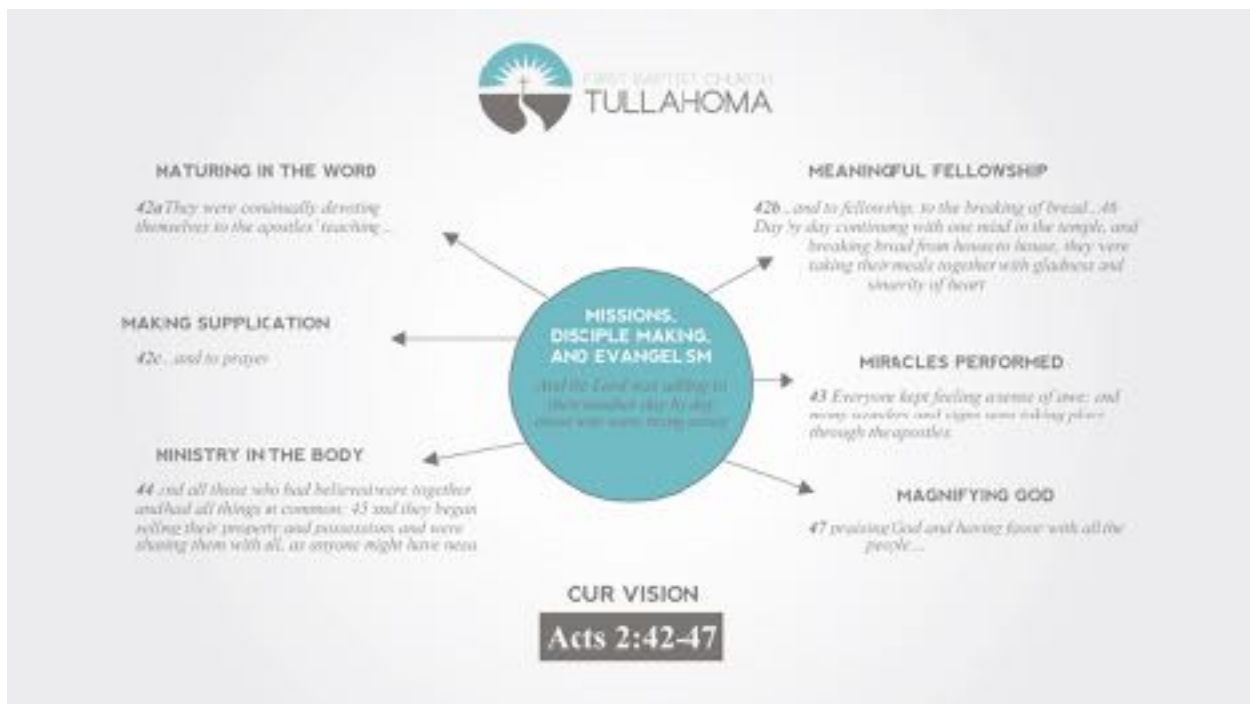 FIRST BAPTIST CHURCH
TULLAHOMA
MATURING IN THE WORD
42a They were continually devoting
themselves to the apostles' teaching...
MAKING SUPPLICATION
42c...and to prayer
MINISTRY IN THE BODY
44 And all those who had believed were together
and had all things in common; 45 and they began
selling their property and possessions and were
sharing them with all, as anyone might have need
MISSIONS,
DISCIPLE MAKING,
AND EVANGELISM
And the Lord was adding to
their number day by day
those who were being saved
MEANINGFUL FELLOWSHIP
42b...and to fellowship, to the breaking of bread...46
Day by day continuing with one mind in the temple, and
breaking bread from house to house, they were
taking their meals together with gladness and
sincerity of heart
MIRACLES PERFORMED
43 Everyone kept feeling a sense of awe; and
many wonders and signs were taking place
through the apostles.
MAGNIFYING GOD
47 praising God and having favor with all the
people...
OUR VISION
Acts 2:42-47